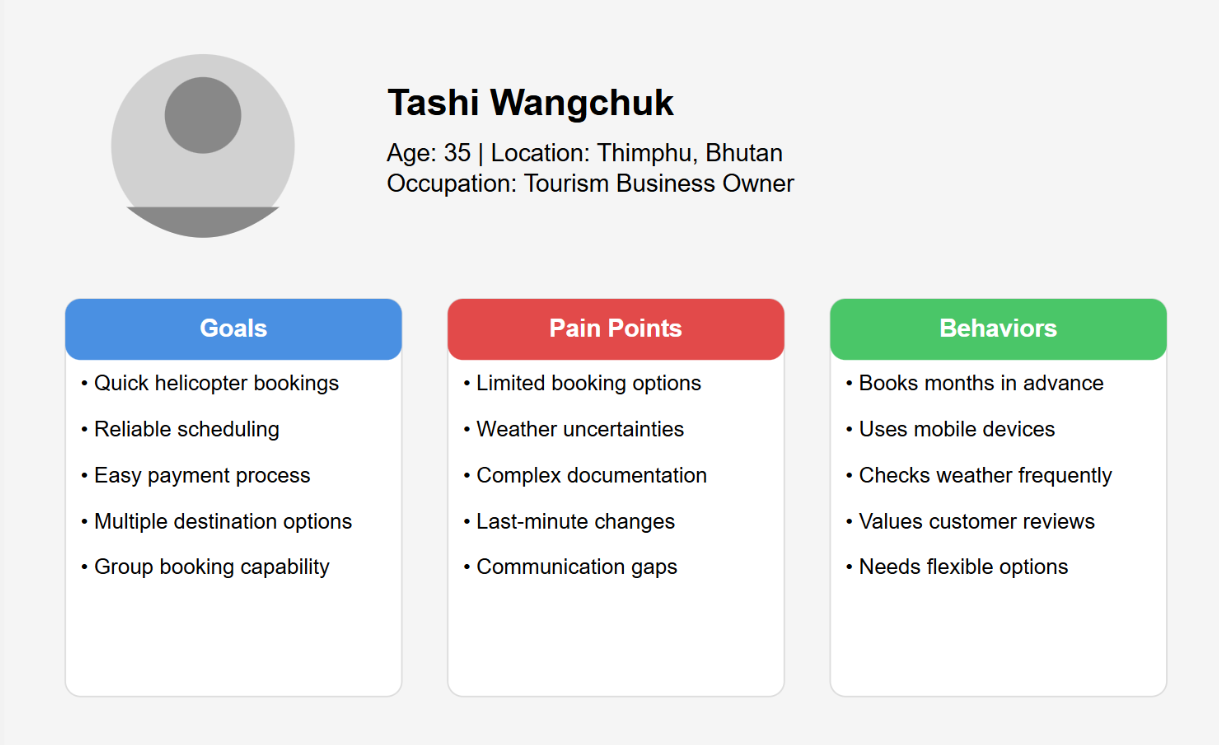 Tashi Wangchuk
Age: 35 | Location: Thimphu, Bhutan
Occupation: Tourism Business Owner
Goals
• Quick helicopter bookings
• Reliable scheduling
• Easy payment process
• Multiple destination options
• Group booking capability
Pain Points
• Limited booking options
• Weather uncertainties
• Complex documentation
• Last-minute changes
• Communication gaps
Behaviors
• Books months in advance
• Uses mobile devices
• Checks weather frequently
• Values customer reviews
• Needs flexible options